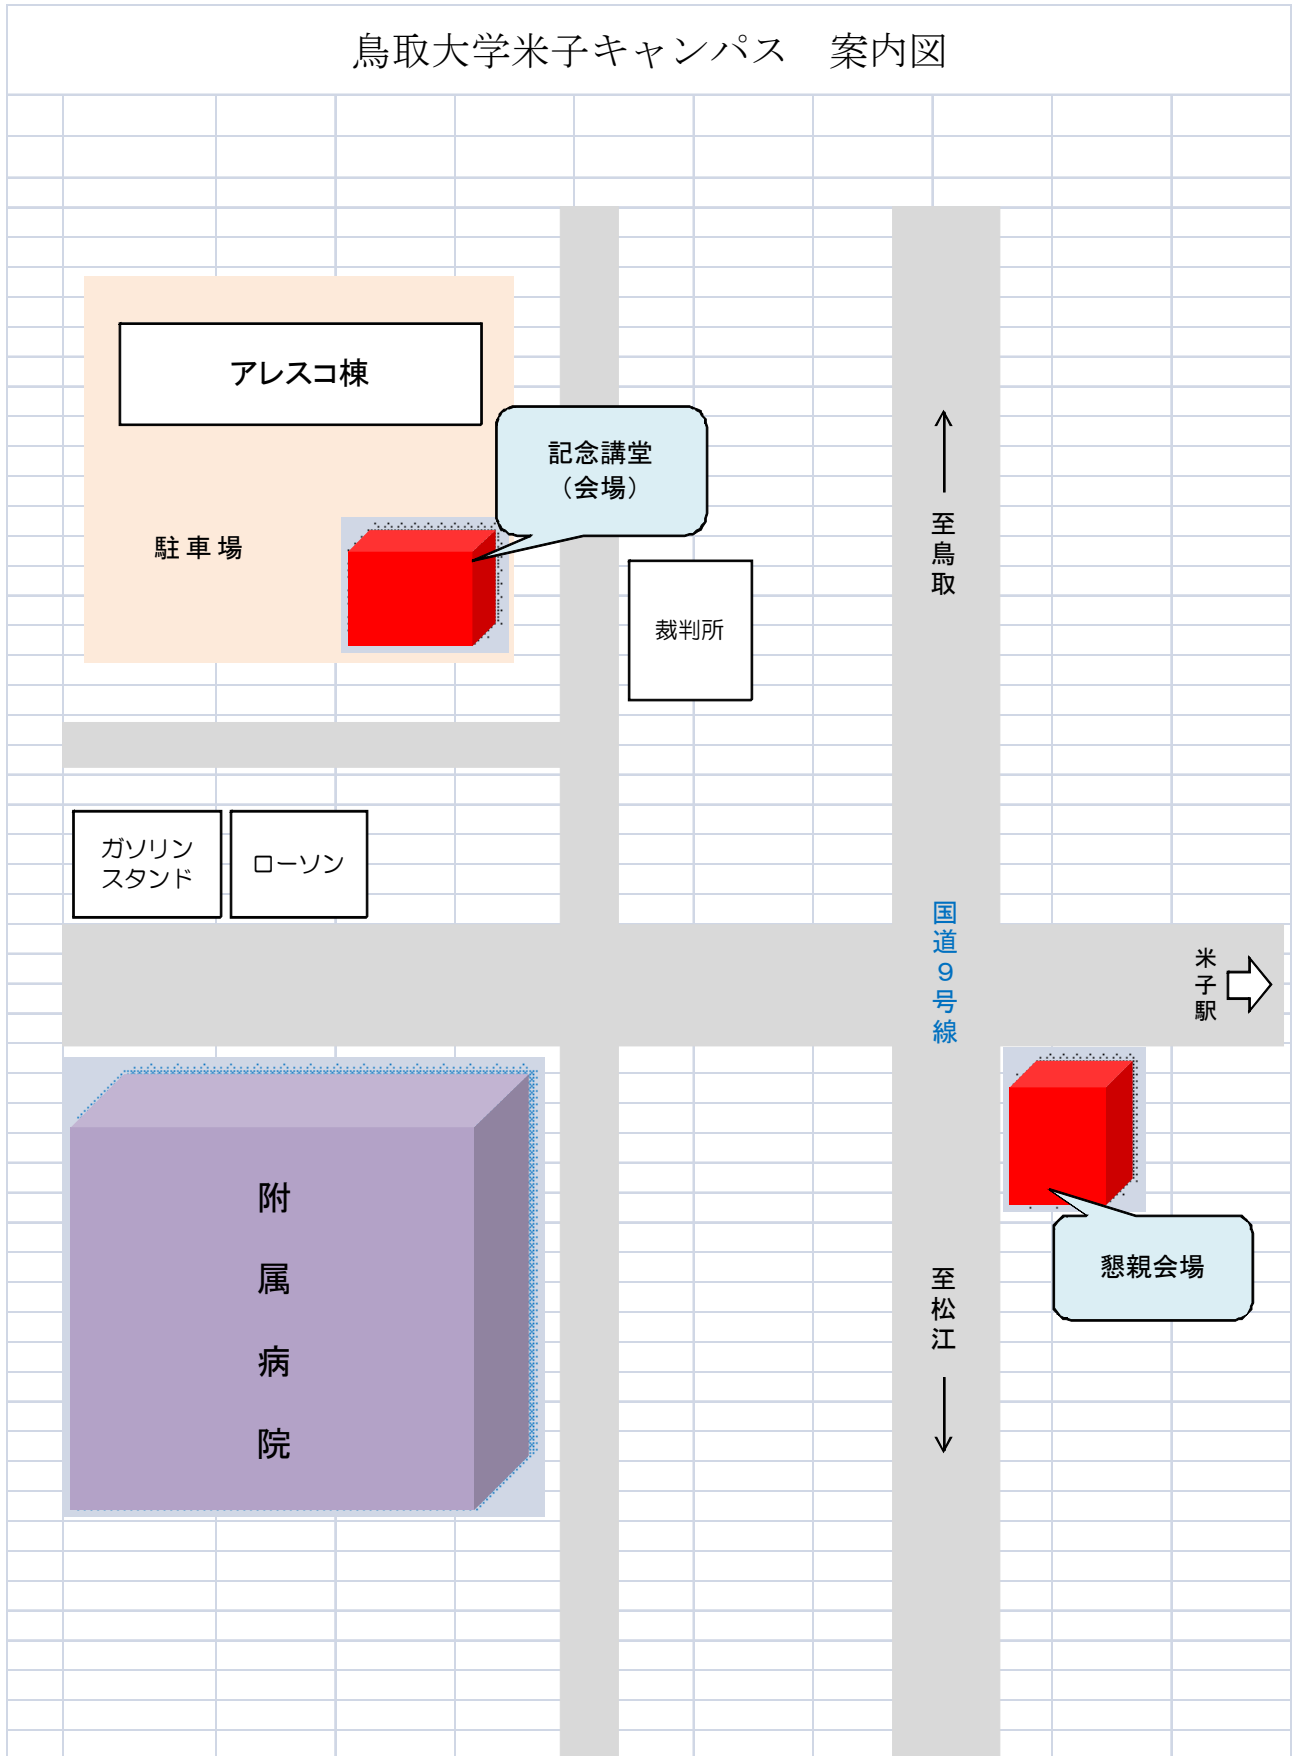 鳥取大学米子キャンパス　案内図
アレスコ棟
記念講堂
（会場）
至鳥取
駐車場
裁判所
ガソリン
スタンド
ローソン
国道９号線
米子駅
附属病院
懇親会場
至松江